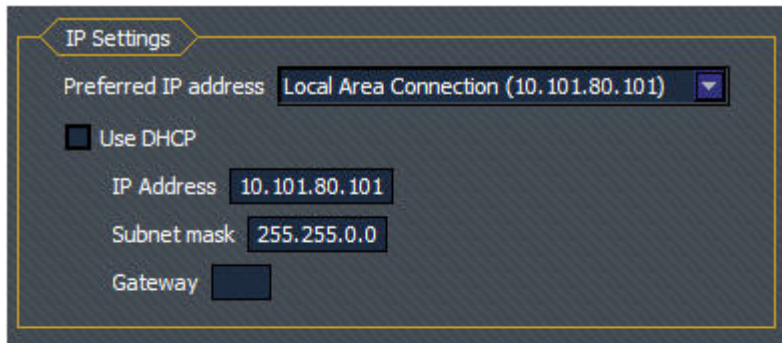 IP Settings
Preferred IP address Local Area Connection (10.101.80.101)
Use DHCP
IP Address 10.101.80.101
Subnet mask 255.255.0.0
Gateway